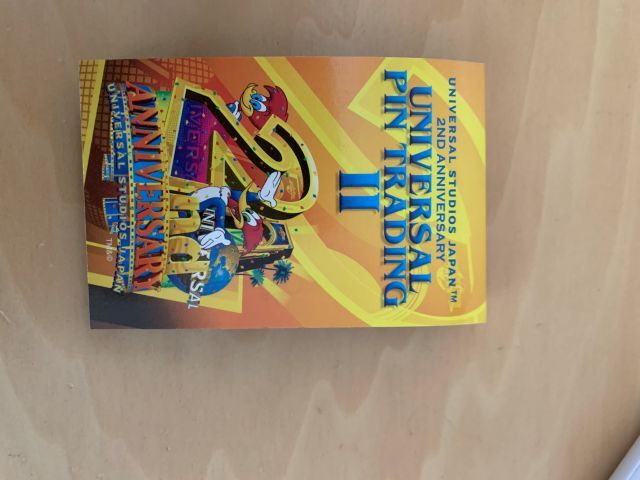 UNIVERSAL STUDIOS JAPAN™
2ND ANNIVERSARY
UNIVERSAL
PIN TRADING
II
2nd
UNIVERSAL
ANNIVERSARY
UNIVERSAL STUDIOS JAPAN